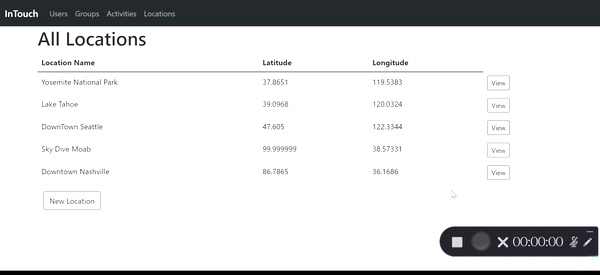 InTouch Users Groups Activities Locations
All Locations
Location Name Latitude Longitude
Yosemite National Park 37.8651 119.5383 View
Lake Tahoe 39.0968 120.0324 View
DownTown Seattle 47.605 122.3344 View
Sky Dive Moab 99.999999 38.57331 View
Downtown Nashville 86.7865 36.1686 View
New Location
00:00:00